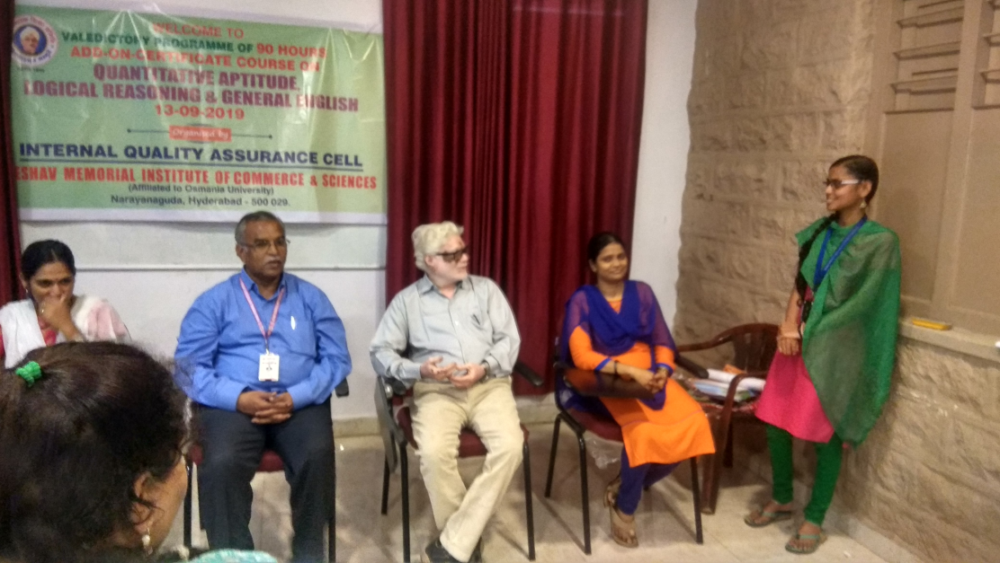 WELCOME TO
VALEDICTORY PROGRAMME OF 90 HOURS
ADD-ON-CERTIFICATE COURSE ON
QUANTITATIVE APTITUDE,
LOGICAL REASONING & GENERAL ENGLISH
13-09-2019
Organised by
INTERNAL QUALITY ASSURANCE CELL
ESHAV MEMORIAL INSTITUTE OF COMMERCE & SCIENCES
(Affiliated to Osmania University)
Narayanaguda, Hyderabad - 500 029.